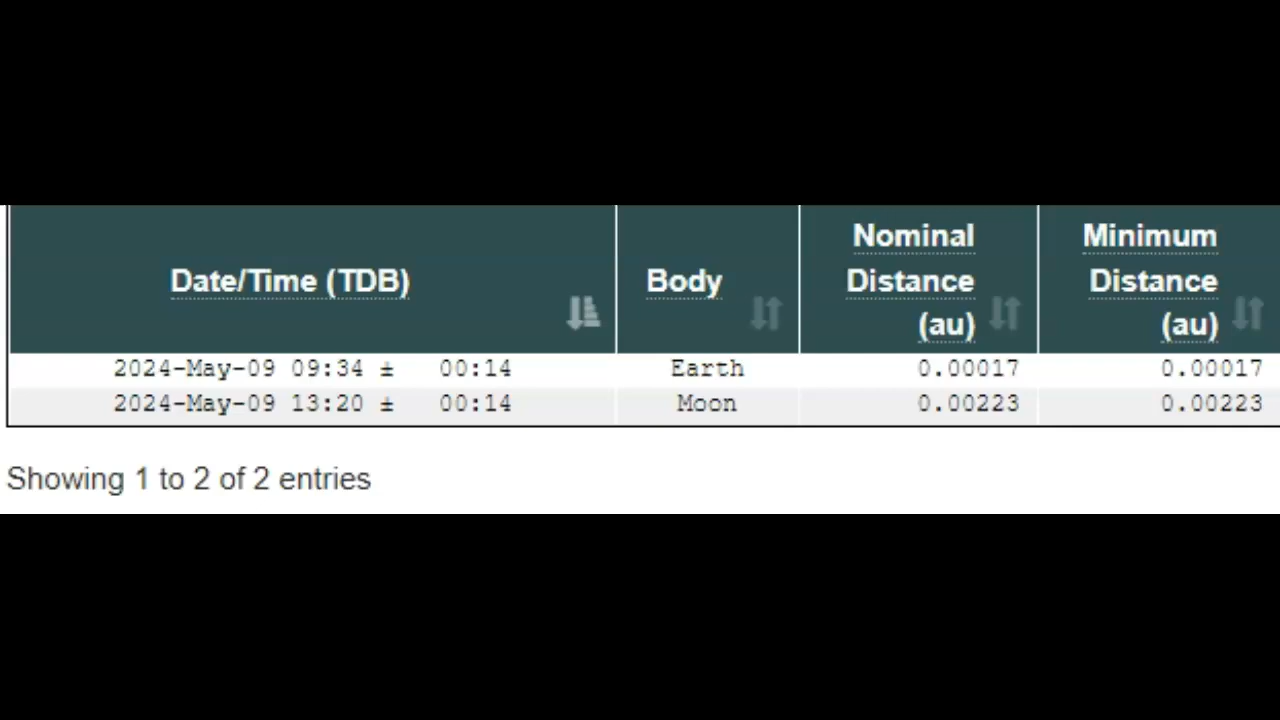 Date/Time (TDB) Body Nominal Distance (au) Minimum Distance (au)
2024-May-09 09:34 ± 00:14 Earth 0.00017 0.00017
2024-May-09 13:20 ± 00:14 Moon 0.00223 0.00223
Showing 1 to 2 of 2 entries